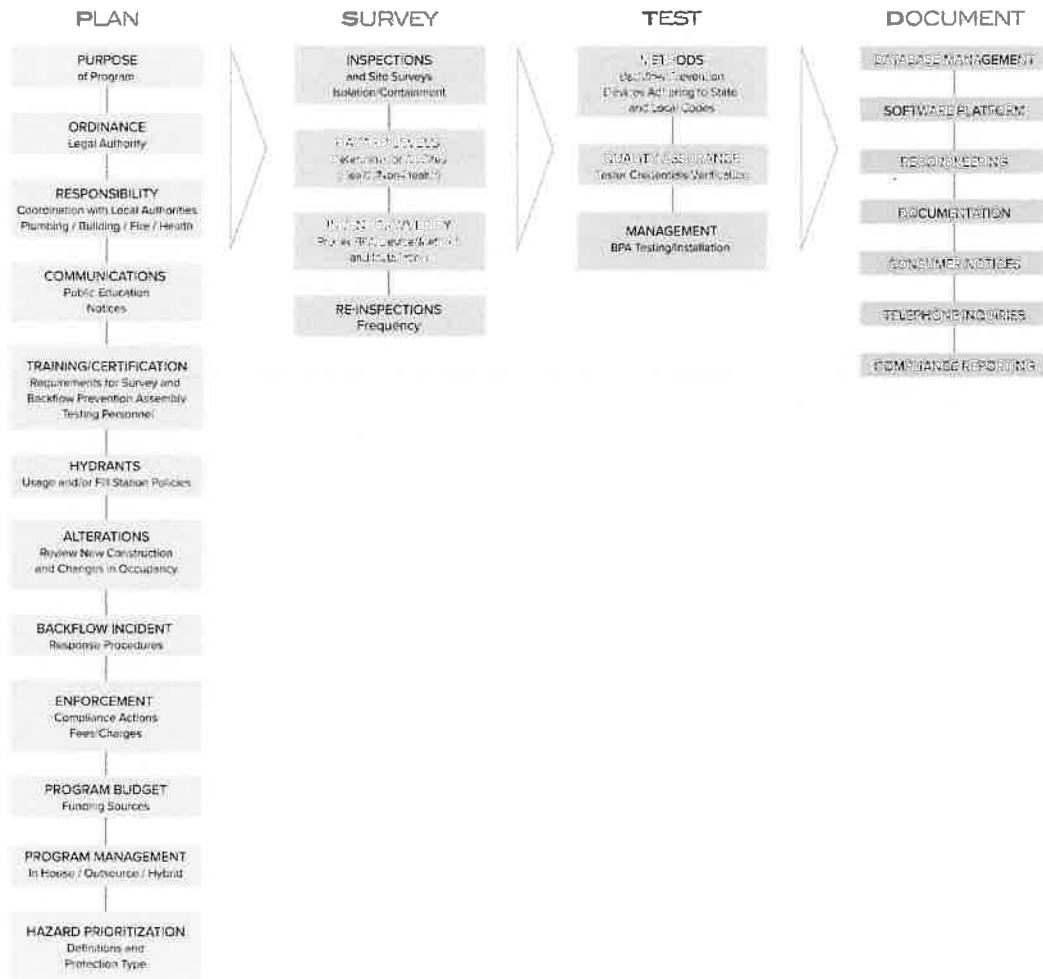 PLAN
PURPOSE
of Program
ORDINANCE
Legal Authority
RESPONSIBILITY
Coordination with Local Authorities
Plumbing / Building / Fire / Health
COMMUNICATIONS
Public Education
Notices
TRAINING/CERTIFICATION
Requirements for Survey and
Backflow Prevention Assembly
Testing Personnel
HYDRANTS
Usage and/or Fill Station Policies
ALTERATIONS
Review New Construction
and Changes in Occupancy
BACKFLOW INCIDENT
Response Procedures
ENFORCEMENT
Compliance Actions
Fees/Charges
PROGRAM BUDGET
Funding Sources
PROGRAM MANAGEMENT
In House / Outsource / Hybrid
HAZARD PRIORITIZATION
Definitions and
Protection Type
SURVEY
INSPECTIONS
and Site Surveys
Isolation/Containment
HAZARD LEVELS
RE-INSPECTIONS
Frequency
TEST
METHODS
Backflow Prevention
Devices Adhering to State
and Local Codes
QUALITY ASSURANCE
Tester Credentials Verification
MANAGEMENT
BPA Testing/Installation
DOCUMENT
DATABASE MANAGEMENT
SOFTWARE PLATFORM
RECORDKEEPING
DOCUMENTATION
CONSUMER NOTICES
TELEPHONE INQUIRIES
COMPLIANCE REPORTING